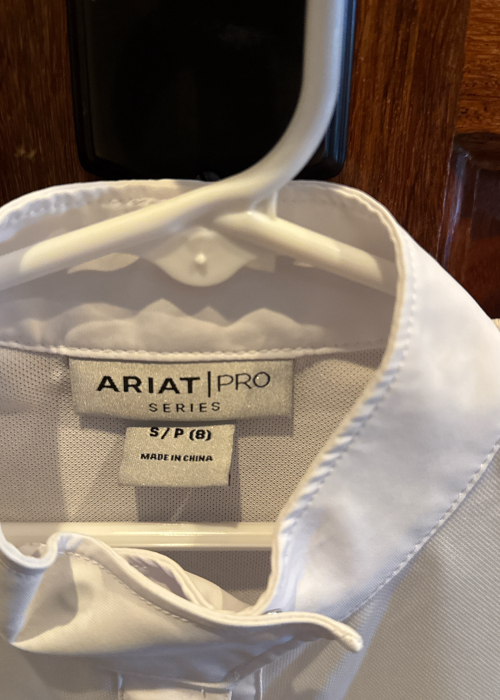 ARIAT|PRO
SERIES
S/P (8)
MADE IN CHINA